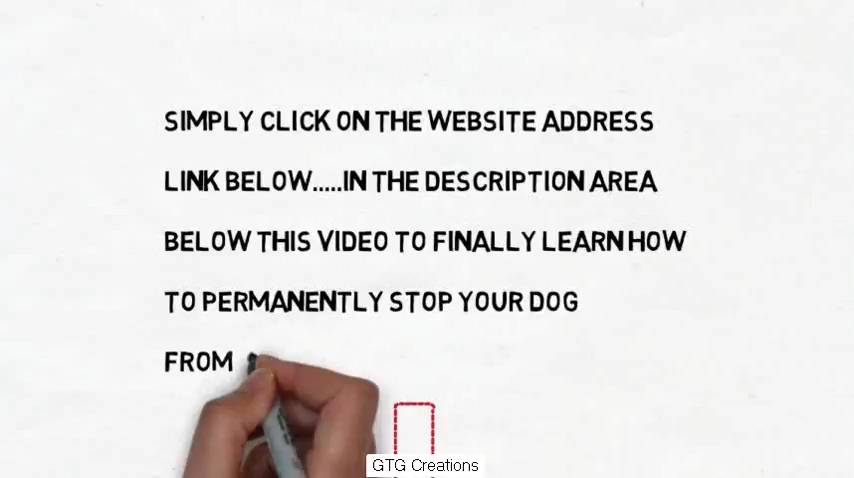 SIMPLY CLICK ON THE WEBSITE ADDRESS
LINK BELOW.....IN THE DESCRIPTION AREA
BELOW THIS VIDEO TO FINALLY LEARN HOW
TO PERMANENTLY STOP YOUR DOG
FROM
GTG Creations